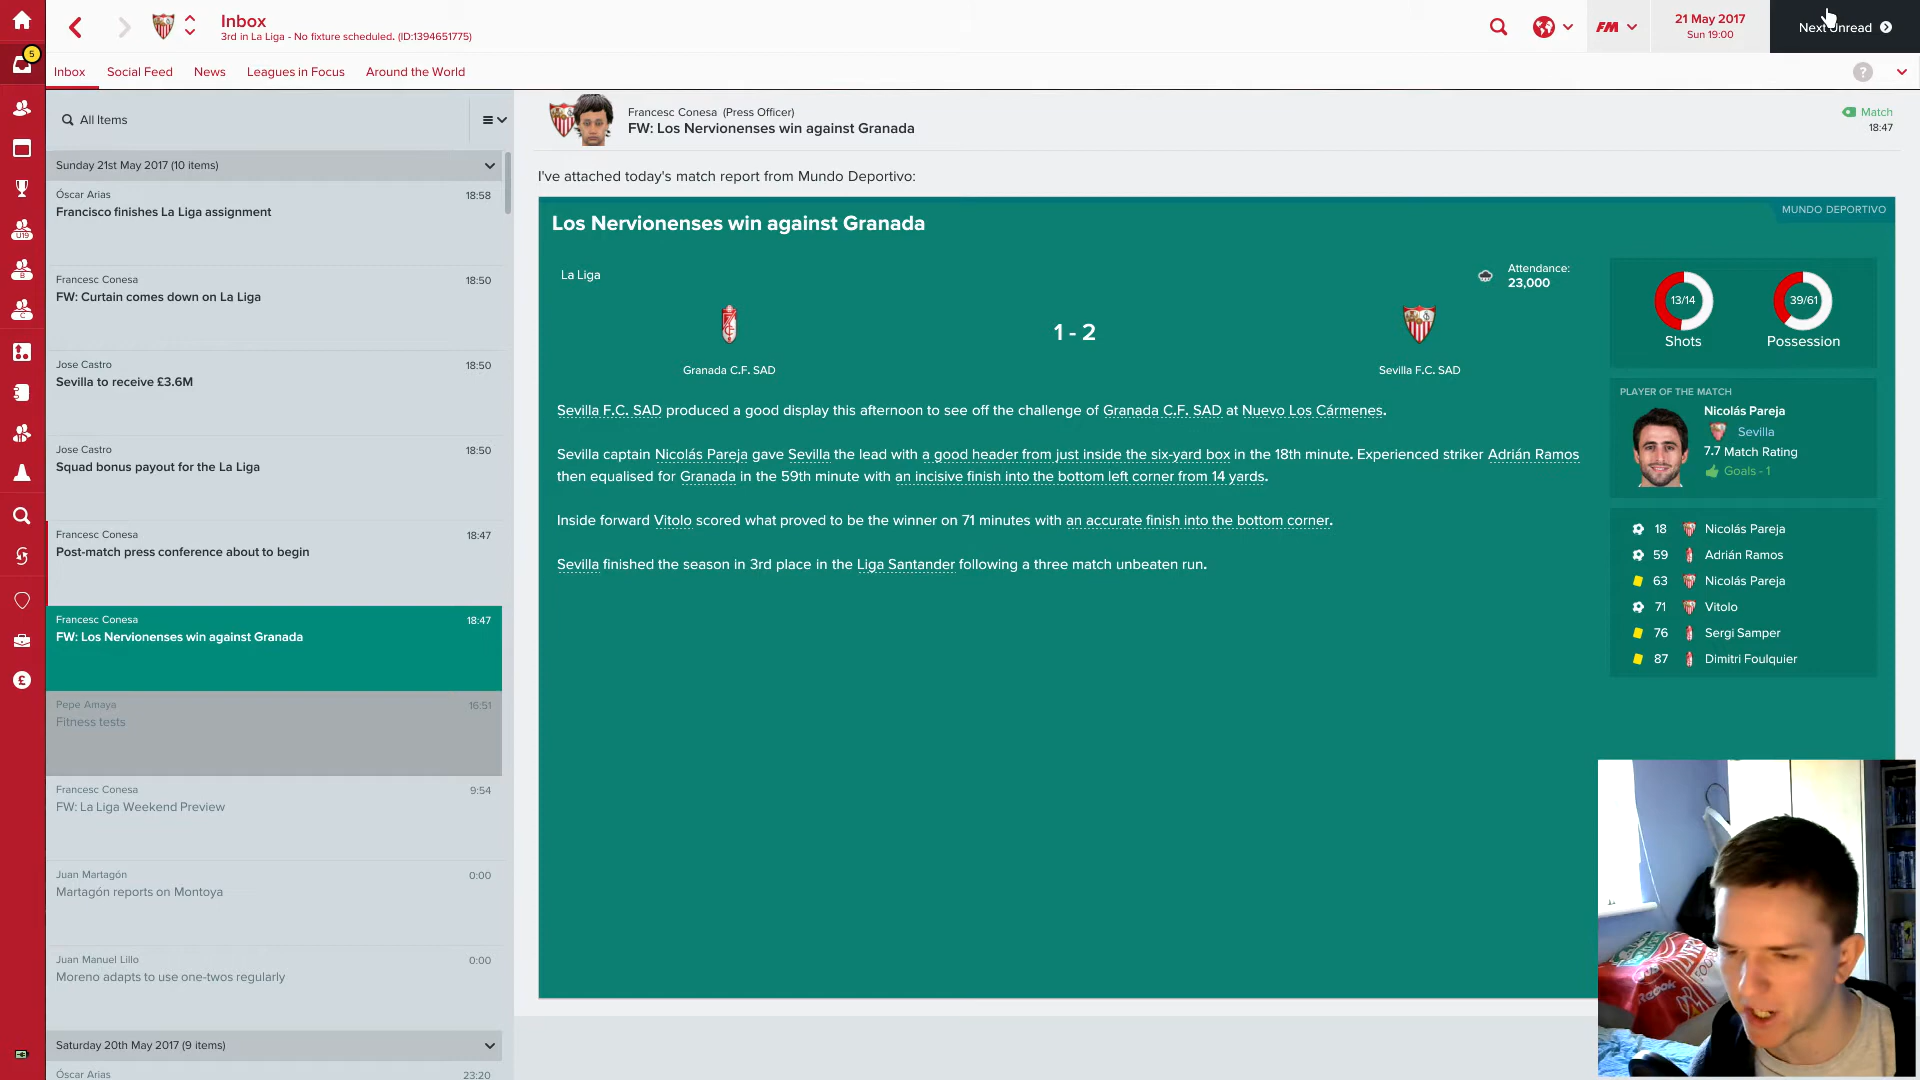 Inbox
3rd in La Liga - No fixture scheduled. (ID:1394651775)
FM
21 May 2017
Sun 19:00
Next Unread
5
Inbox
Social Feed
News
Leagues in Focus
Around the World
?
All Items
Sunday 21st May 2017 (10 items)
Óscar Arias
18:58
Francisco finishes La Liga assignment
Francesc Conesa
18:50
FW: Curtain comes down on La Liga
Jose Castro
18:50
Sevilla to receive £3.6M
Jose Castro
18:50
Squad bonus payout for the La Liga
Francesc Conesa
18:47
Post-match press conference about to begin
Francesc Conesa
18:47
FW: Los Nervionenses win against Granada
Pepe Amaya
16:51
Fitness tests
Francesc Conesa
9:54
FW: La Liga Weekend Preview
Juan Martagón
0:00
Martagón reports on Montoya
Juan Manuel Lillo
0:00
Moreno adapts to use one-twos regularly
Saturday 20th May 2017 (9 items)
Óscar Arias
23:20
U19
B
C
£
Francesc Conesa (Press Officer)
FW: Los Nervionenses win against Granada
Match
18:47
I've attached today's match report from Mundo Deportivo:
Los Nervionenses win against Granada
MUNDO DEPORTIVO
La Liga
Attendance:
23,000
1 - 2
Granada C.F. SAD
Sevilla F.C. SAD
Sevilla F.C. SAD produced a good display this afternoon to see off the challenge of Granada C.F. SAD at Nuevo Los Cármenes.
Sevilla captain Nicolás Pareja gave Sevilla the lead with a good header from just inside the six-yard box in the 18th minute. Experienced striker Adrián Ramos
then equalised for Granada in the 59th minute with an incisive finish into the bottom left corner from 14 yards.
Inside forward Vitolo scored what proved to be the winner on 71 minutes with an accurate finish into the bottom corner.
Sevilla finished the season in 3rd place in the Liga Santander following a three match unbeaten run.
13/14
39/61
Shots
Possession
PLAYER OF THE MATCH
Nicolás Pareja
Sevilla
7.7 Match Rating
Goals - 1
18 Nicolás Pareja
59 Adrián Ramos
63 Nicolás Pareja
71 Vitolo
76 Sergi Samper
87 Dimitri Foulquier
Reebok